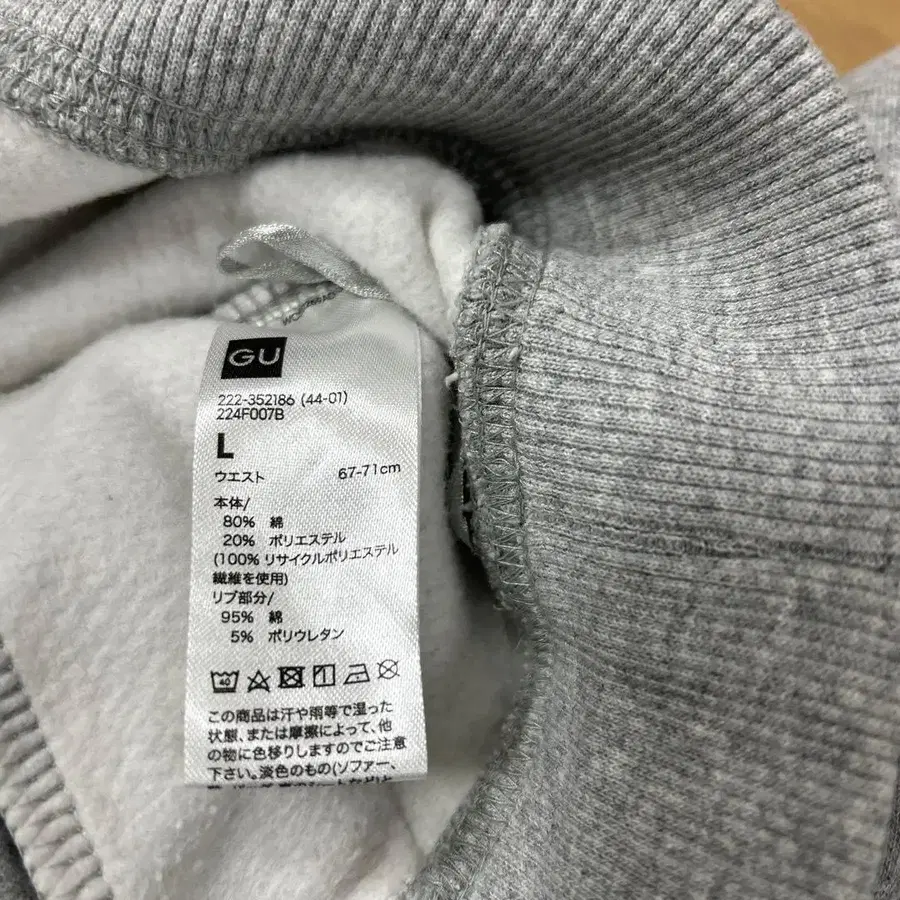 GU
222-352186 (44-01)
224F007B
L
ウエスト 67-71cm
本体/
80% 綿
20% ポリエステル
(100% リサイクルポリエステル
繊維を使用)
リブ部分/
95% 綿
5% ポリウレタン
40
この商品は汗や雨等で湿った
状態、または摩擦によって、他
の物に色移りしますのでご注意
下さい。淡色のもの(ソファー、